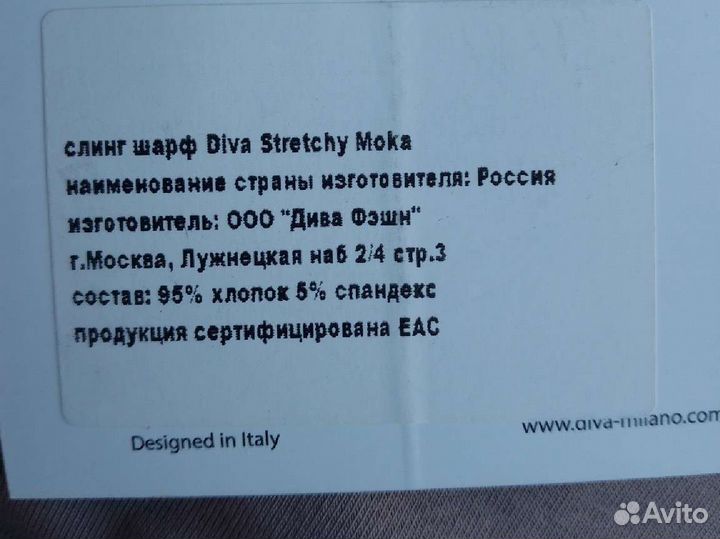 слинг шарф Diva Stretchy Moka
наименование страны изготовителя: Россия
изготовитель: ООО "Дива Фэшн"
г.Москва, Лужнецкая наб 2/4 стр.3
состав: 95% хлопок 5% спандекс
продукция сертифицирована ЕАС
Designed in Italy
www.diva-milano.com
Avito